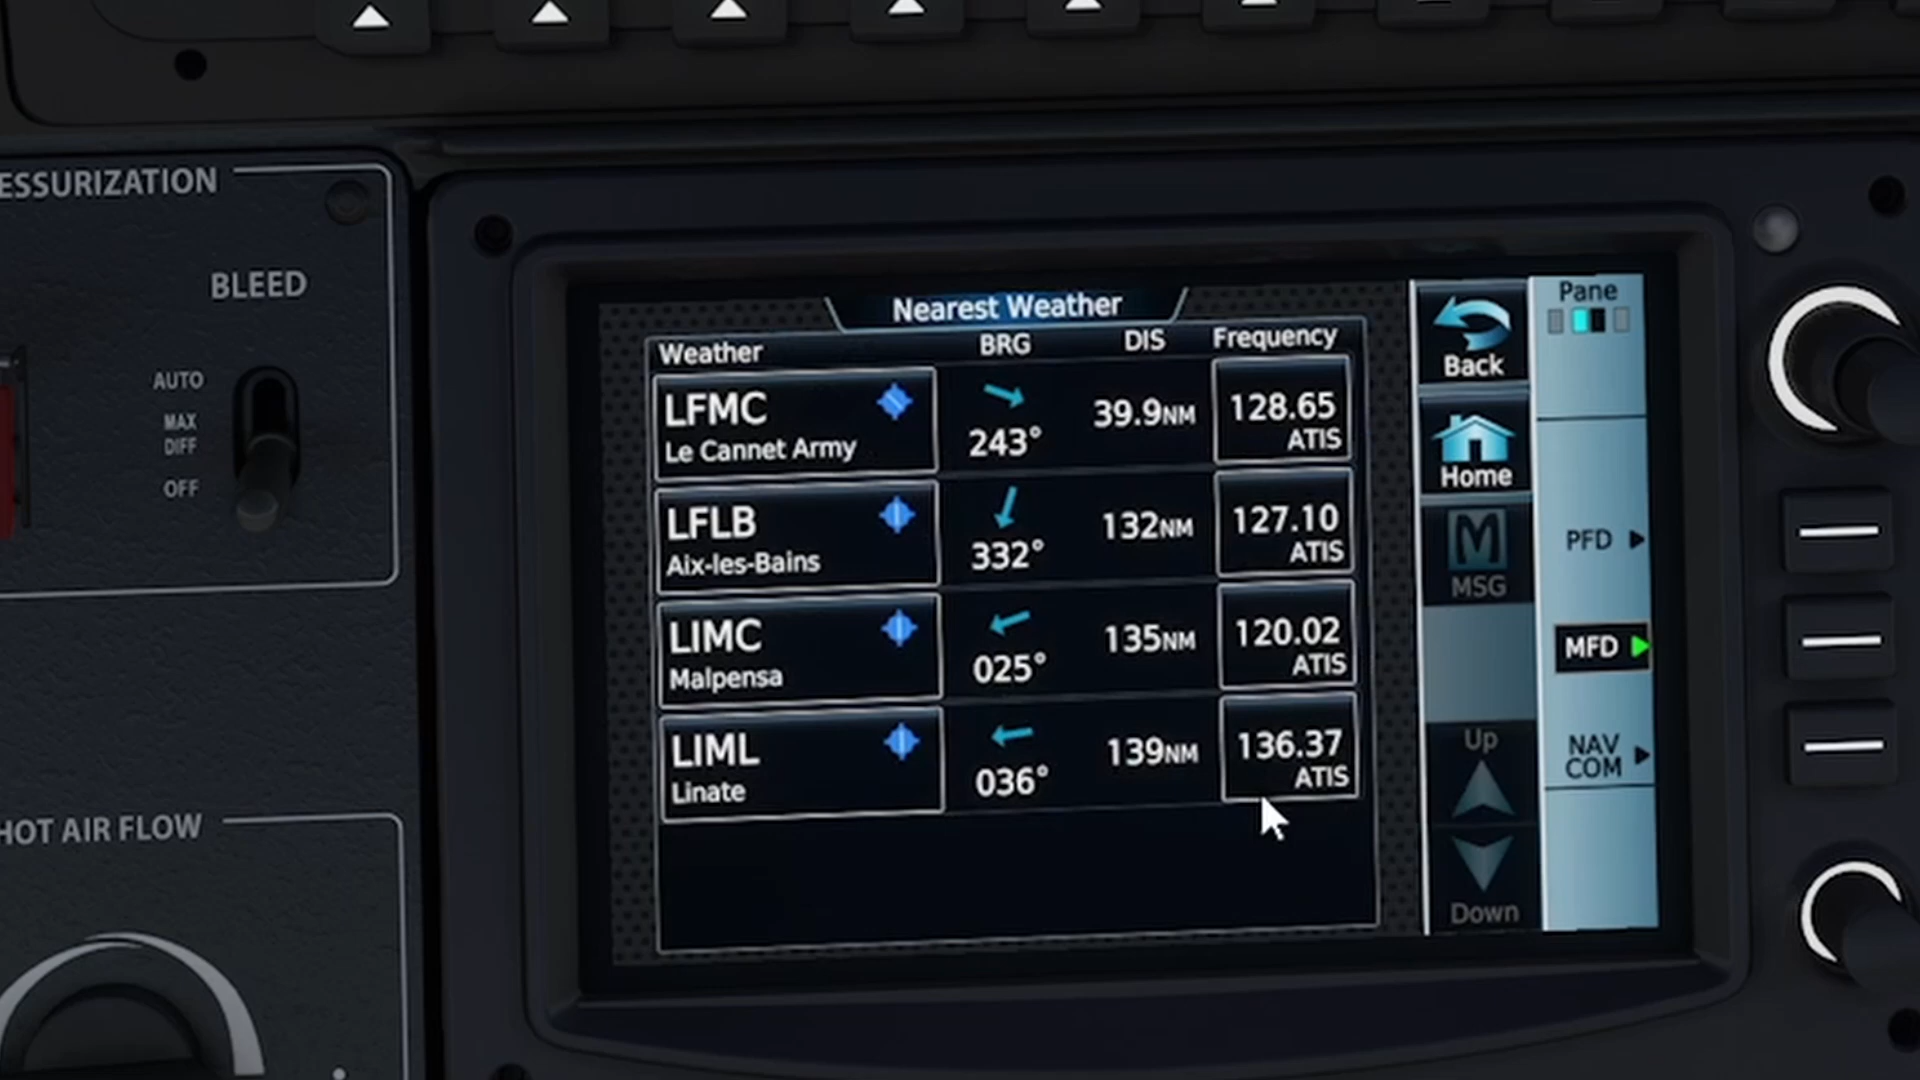 ESSURIZATION
BLEED
AUTO
MAX
DIFF
OFF
HOT AIR FLOW
Nearest Weather
Weather BRG DIS Frequency
LFMC 243° 39.9NM 128.65
Le Cannet Army ATIS
LFLB 332° 132NM 127.10
Aix-les-Bains ATIS
LIMC 025° 135NM 120.02
Malpensa ATIS
LIML 036° 139NM 136.37
Linate ATIS
Back
Home
MSG
Up
Down
Pane
PFD
MFD
NAV
COM